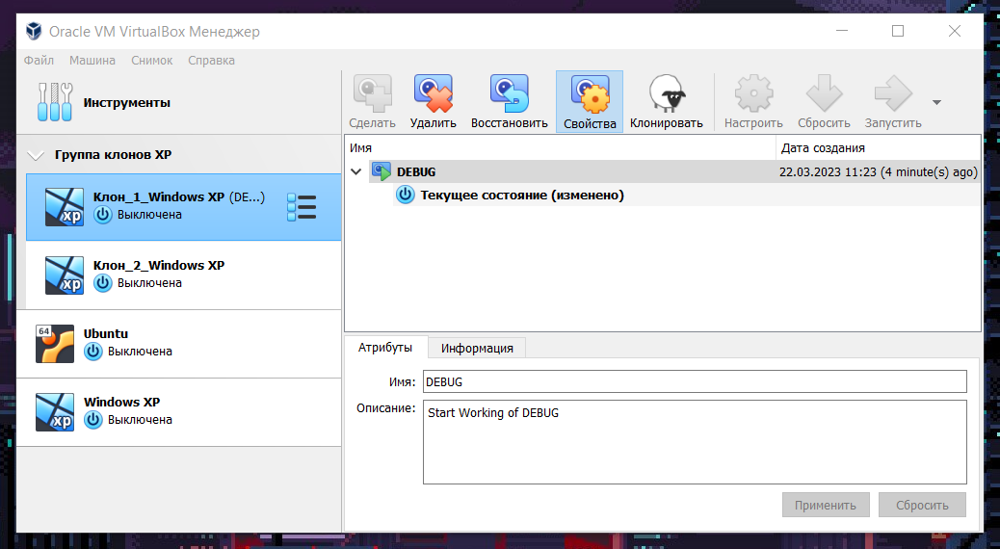 Oracle VM VirtualBox Менеджер
Файл Машина Снимок Справка
Инструменты
Сделать Удалить Восстановить Свойства Клонировать Настроить Сбросить Запустить
Группа клонов XP
Клон_1_Windows XP (DE...)
Выключена
xp
Клон_2_Windows XP
Выключена
xp
64
Ubuntu
Выключена
Windows XP
Выключена
xp
Имя Дата создания
DEBUG 22.03.2023 11:23 (4 minute(s) ago)
Текущее состояние (изменено)
Атрибуты Информация
Имя: DEBUG
Описание: Start Working of DEBUG
Применить Сбросить